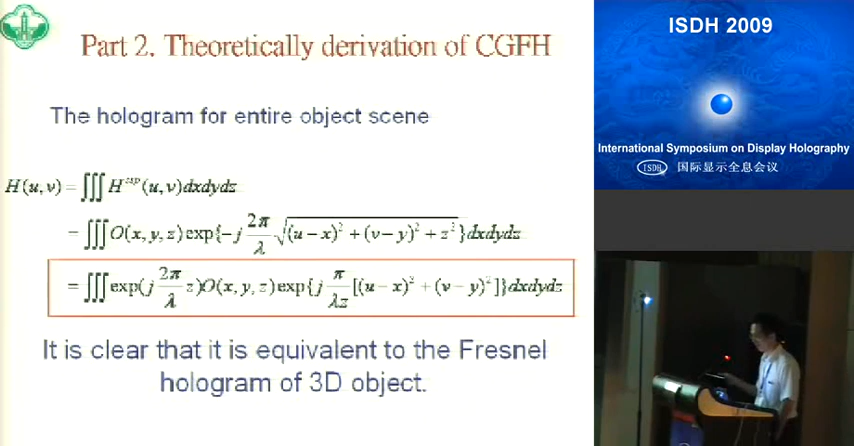 Part 2. Theoretically derivation of CGFH
The hologram for entire object scene
H(u,v) = ∭ H^{exp}(u,v)dxdydz
= ∭ O(x,y,z)exp{-j 2π/λ √((u-x)² + (v-y)² + z²)}dxdydz
= ∭ exp(j 2π/λ z)O(x,y,z)exp{j π/λz [(u-x)² + (v-y)²]}dxdydz
It is clear that it is equivalent to the Fresnel
hologram of 3D object.
ISDH 2009
International Symposium on Display Holography
ISDH 国际显示全息会议